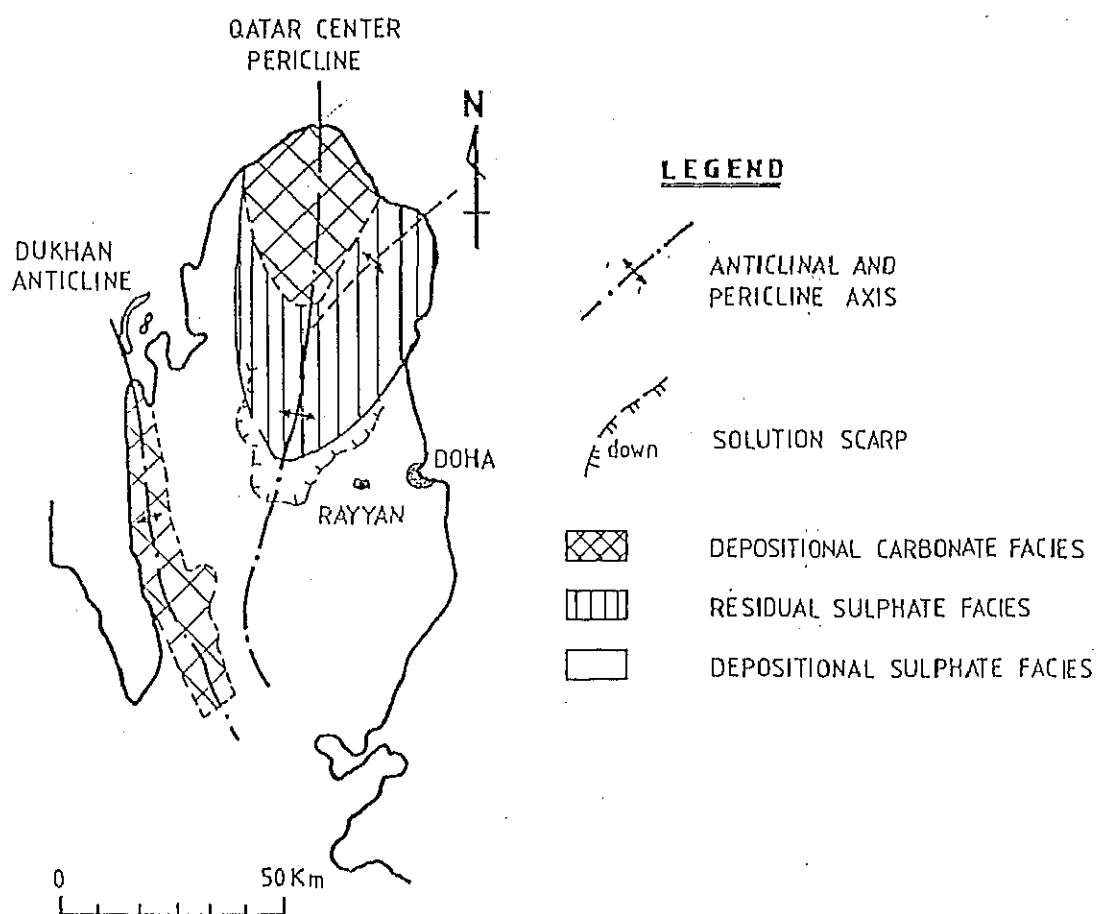 QATAR CENTER
PERICLINE
N
DUKHAN
ANTICLINE
DOHA
RAYYAN
0 50 Km
LEGEND
ANTICLINAL AND
PERICLINE AXIS
down
SOLUTION SCARP
DEPOSITIONAL CARBONATE FACIES
RESIDUAL SULPHATE FACIES
DEPOSITIONAL SULPHATE FACIES